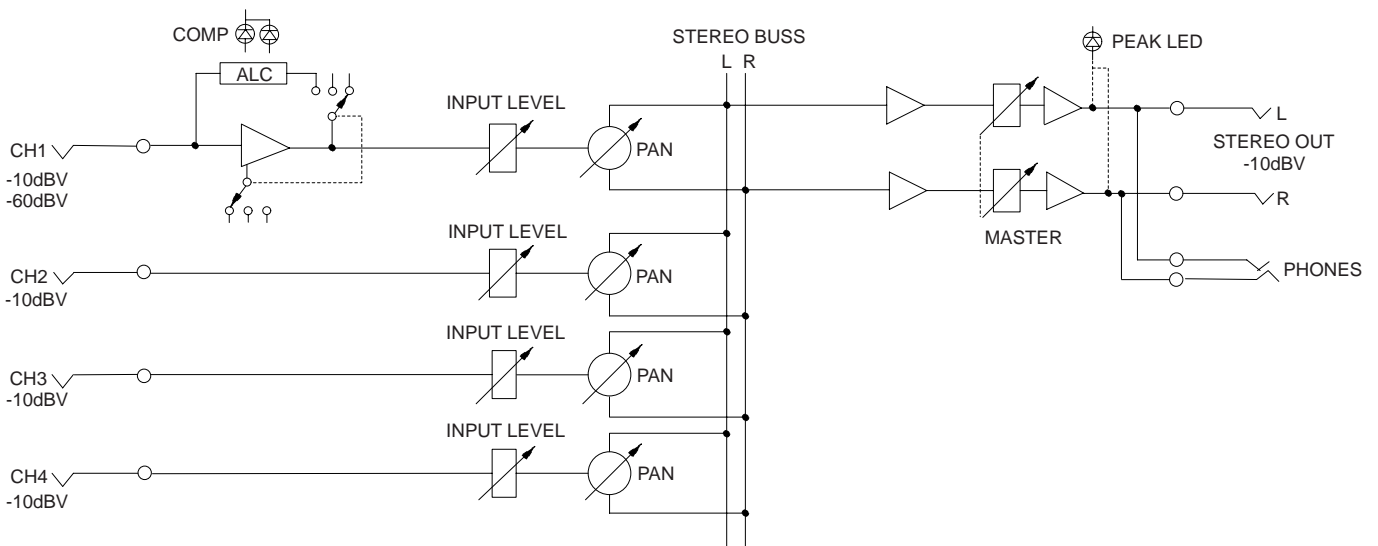 COMP
ALC
STEREO BUSS
L R
PEAK LED
INPUT LEVEL
CH1
-10dBV
-60dBV
PAN
L
STEREO OUT
-10dBV
R
MASTER
PHONES
INPUT LEVEL
CH2
-10dBV
PAN
INPUT LEVEL
CH3
-10dBV
PAN
INPUT LEVEL
CH4
-10dBV
PAN